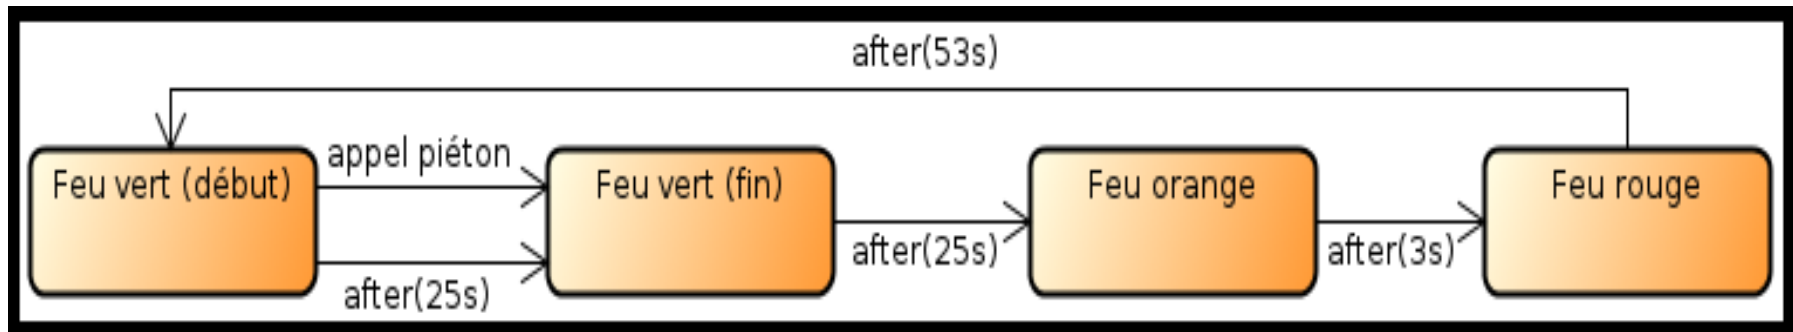 after(53s)
Feu vert (début)
appel piéton
after(25s)
Feu vert (fin)
after(25s)
Feu orange
after(3s)
Feu rouge